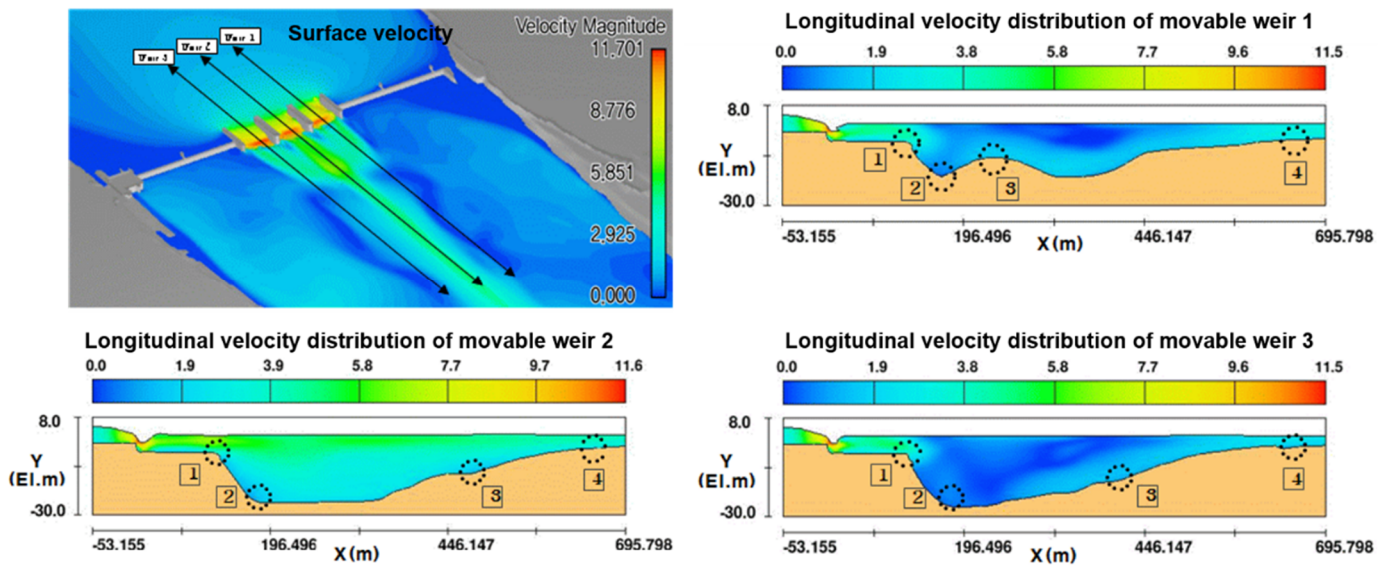 Surface velocity
Weir 1
Weir 2
Weir 3
Velocity Magnitude
11,701
8,776
5,851
2,925
0,000
Longitudinal velocity distribution of movable weir 1
0.0 1.9 3.8 5.8 7.7 9.6 11.5
8.0
Y
(El.m)
-30.0
1
2
3
4
-53.155 196.496 446.147 695.798
X (m)
Longitudinal velocity distribution of movable weir 2
0.0 1.9 3.9 5.8 7.7 9.7 11.6
8.0
Y
(El.m)
-30.0
1
2
3
4
-53.155 196.496 446.147 695.798
X (m)
Longitudinal velocity distribution of movable weir 3
0.0 1.9 3.8 5.8 7.7 9.6 11.5
8.0
Y
(El.m)
-30.0
1
2
3
4
-53.155 196.496 446.147 695.798
X (m)